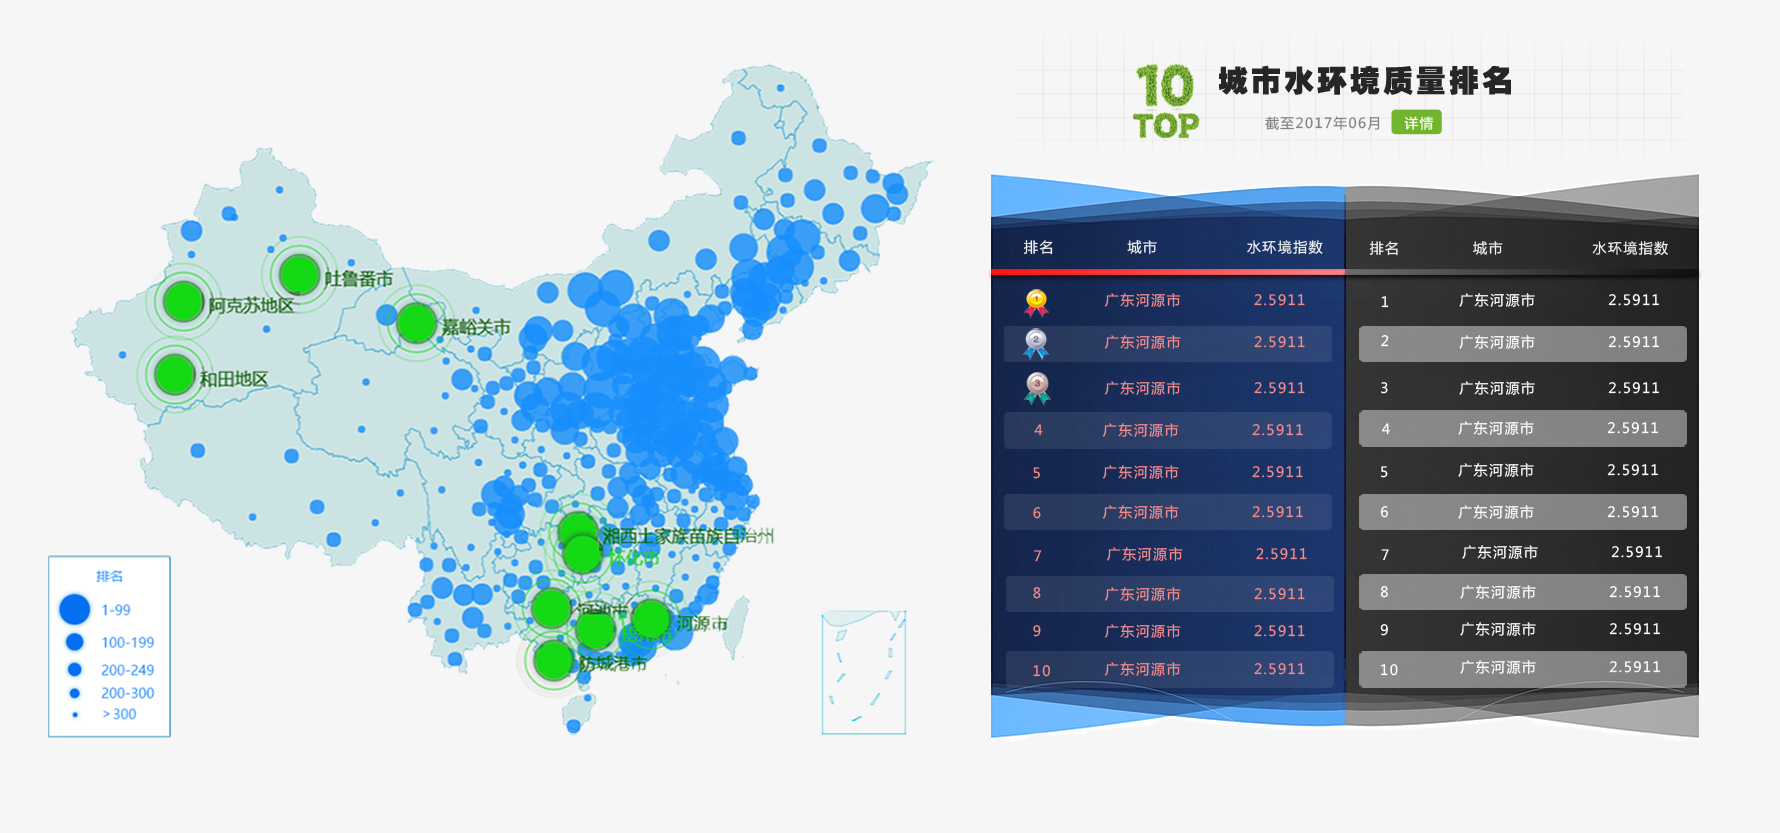 10
TOP
城市水环境质量排名
截至2017年06月 详情
吐鲁番市
阿克苏地区
嘉峪关市
和田地区
湘西土家族苗族自治州
怀化市
河池市
河源市
防城港市
排名
1-99
100-199
200-249
200-300
> 300
排名 城市 水环境指数 排名 城市 水环境指数
1 广东河源市 2.5911 1 广东河源市 2.5911
2 广东河源市 2.5911 2 广东河源市 2.5911
3 广东河源市 2.5911 3 广东河源市 2.5911
4 广东河源市 2.5911 4 广东河源市 2.5911
5 广东河源市 2.5911 5 广东河源市 2.5911
6 广东河源市 2.5911 6 广东河源市 2.5911
7 广东河源市 2.5911 7 广东河源市 2.5911
8 广东河源市 2.5911 8 广东河源市 2.5911
9 广东河源市 2.5911 9 广东河源市 2.5911
10 广东河源市 2.5911 10 广东河源市 2.5911